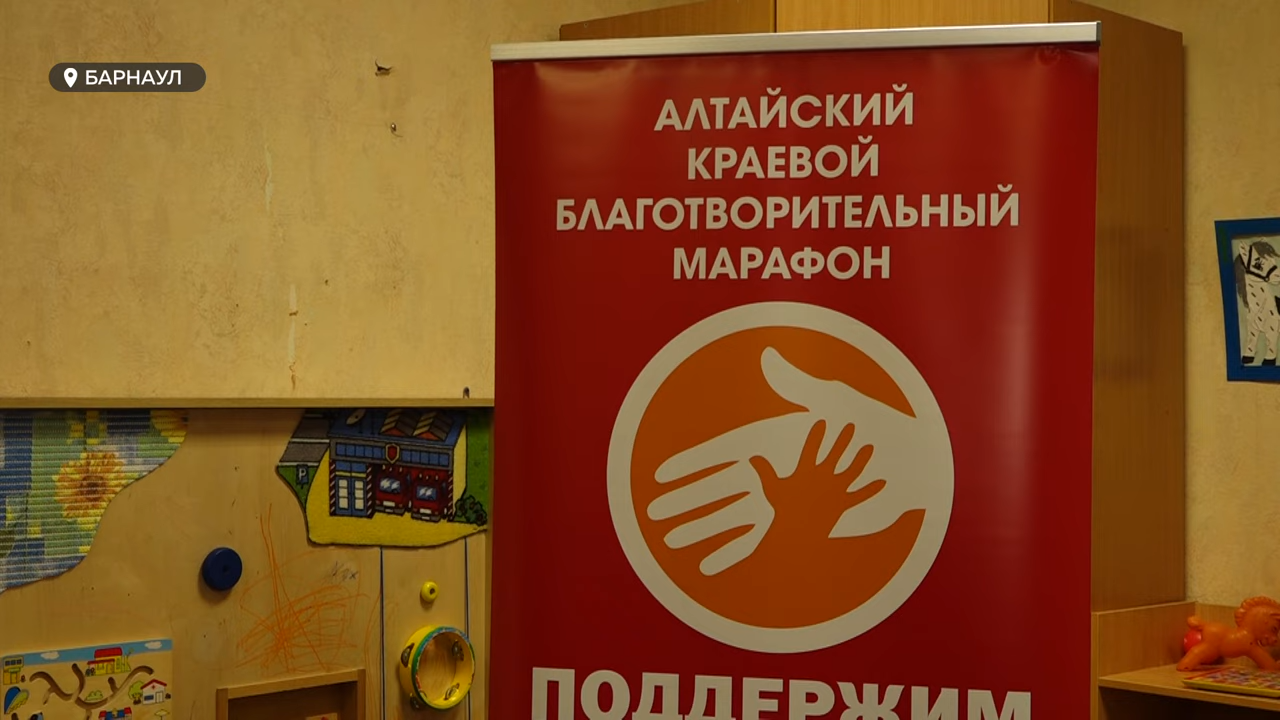 БАРНАУЛ
АЛТАЙСКИЙ
КРАЕВОЙ
БЛАГОТВОРИТЕЛЬНЫЙ
МАРАФОН
ПОДДЕРЖИМ